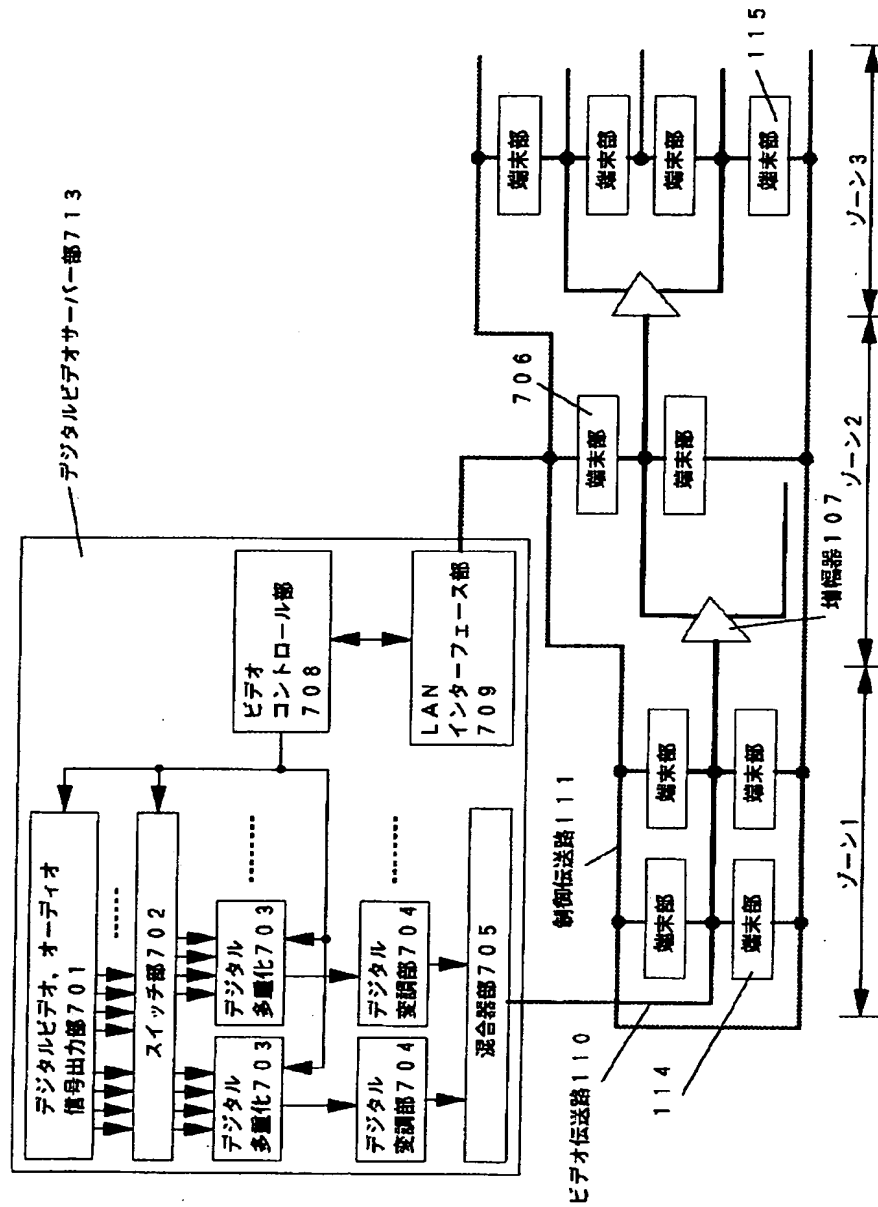 デジタルビデオサーバー部713
デジタルビデオ、オーディオ
信号出力部701
スイッチ部702
デジタル
多重化703
デジタル
多重化703
デジタル
変調部704
デジタル
変調部704
混合器部705
ビデオ
コントロール部
708
LAN
インターフェース部
709
ビデオ伝送路110
制御伝送路111
端末部
端末部
端末部
端末部
114
増幅器107
706
端末部
端末部
端末部
端末部
端末部
端末部
115
ゾーン1
ゾーン2
ゾーン3